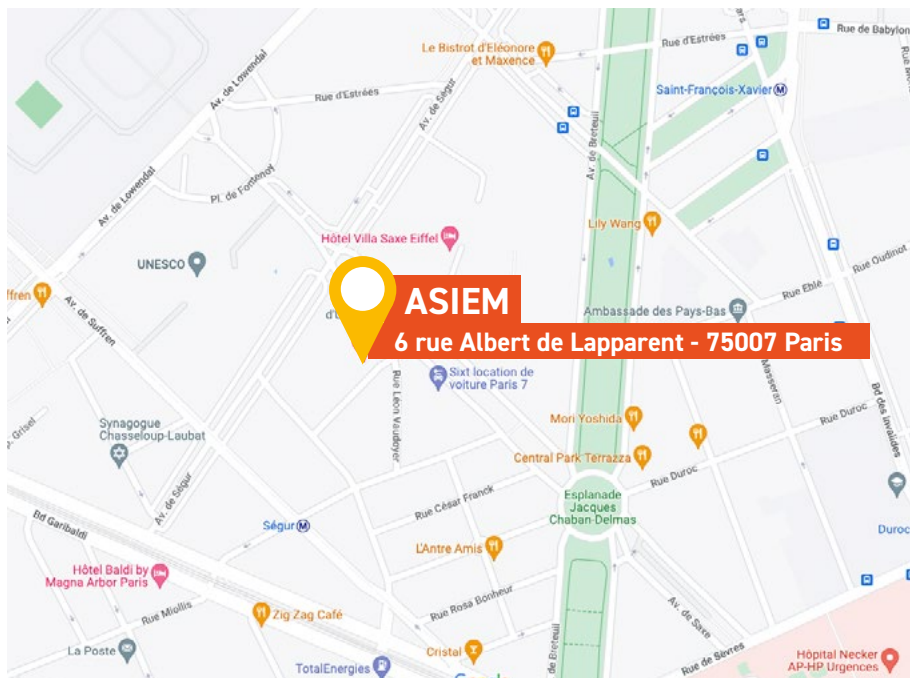 Le Bistrot d'Eléonore
et Maxence
Rue d'Estrées
Rue de Babylon
Av. de Lowendal
Rue d'Estrées
Av. de Ségur
Saint-François-Xavier M
Av. de Breteuil
Pl. de Fontenoy
Av. de Lowendal
Lily Wang
Hôtel Villa Saxe Eiffel
UNESCO
Rue Oudinot
Rue Eblé
ffren
Av. de Suffren
ASIEM
Ambassade des Pays-Bas
6 rue Albert de Lapparent - 75007 Paris
Sixt location de
voiture Paris 7
Rue Léon Vaudoyer
Masseran
Bd des Invalides
Mori Yoshida
Rue Duroc
Grisel
Synagogue
Chasseloup-Laubat
Central Park Terrazza
Rue Duroc
Av. de Ségur
Rue César Franck
Esplanade
Jacques
Chaban-Delmas
Bd Garibaldi
Ségur M
Duroc
L'Antre Amis
Hôtel Baldi by
Magna Arbor Paris
Rue Rosa Bonheur
Rue Miollis
Zig Zag Café
Av. de Saxe
La Poste
Cristal
de Breteuil
Rue de Sèvres
Hôpital Necker
AP-HP Urgences
TotalEnergies